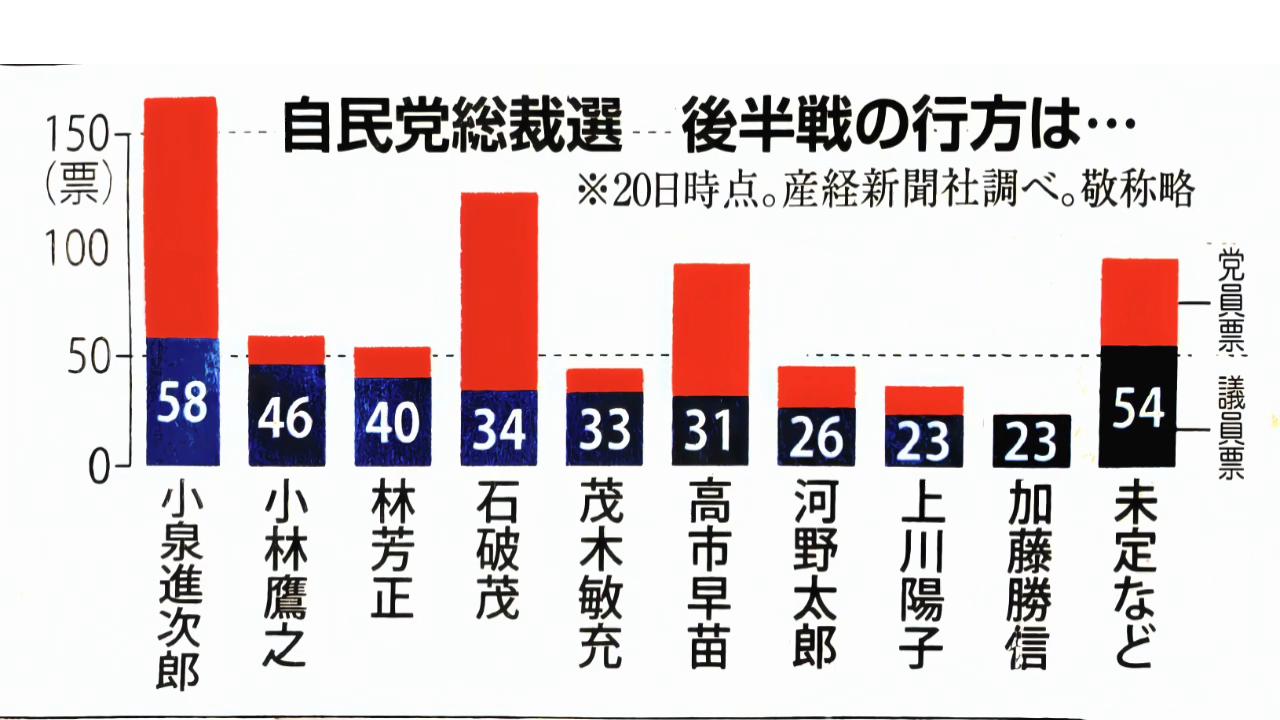 自民党総裁選 後半戦の行方は…
※20日時点。産経新聞社調べ。敬称略
150
(票)
100
50
0
58
46
40
34
33
31
26
23
23
54
党員票
議員票
小泉進次郎
小林鷹之
林芳正
石破茂
茂木敏充
高市早苗
河野太郎
上川陽子
加藤勝信
未定など